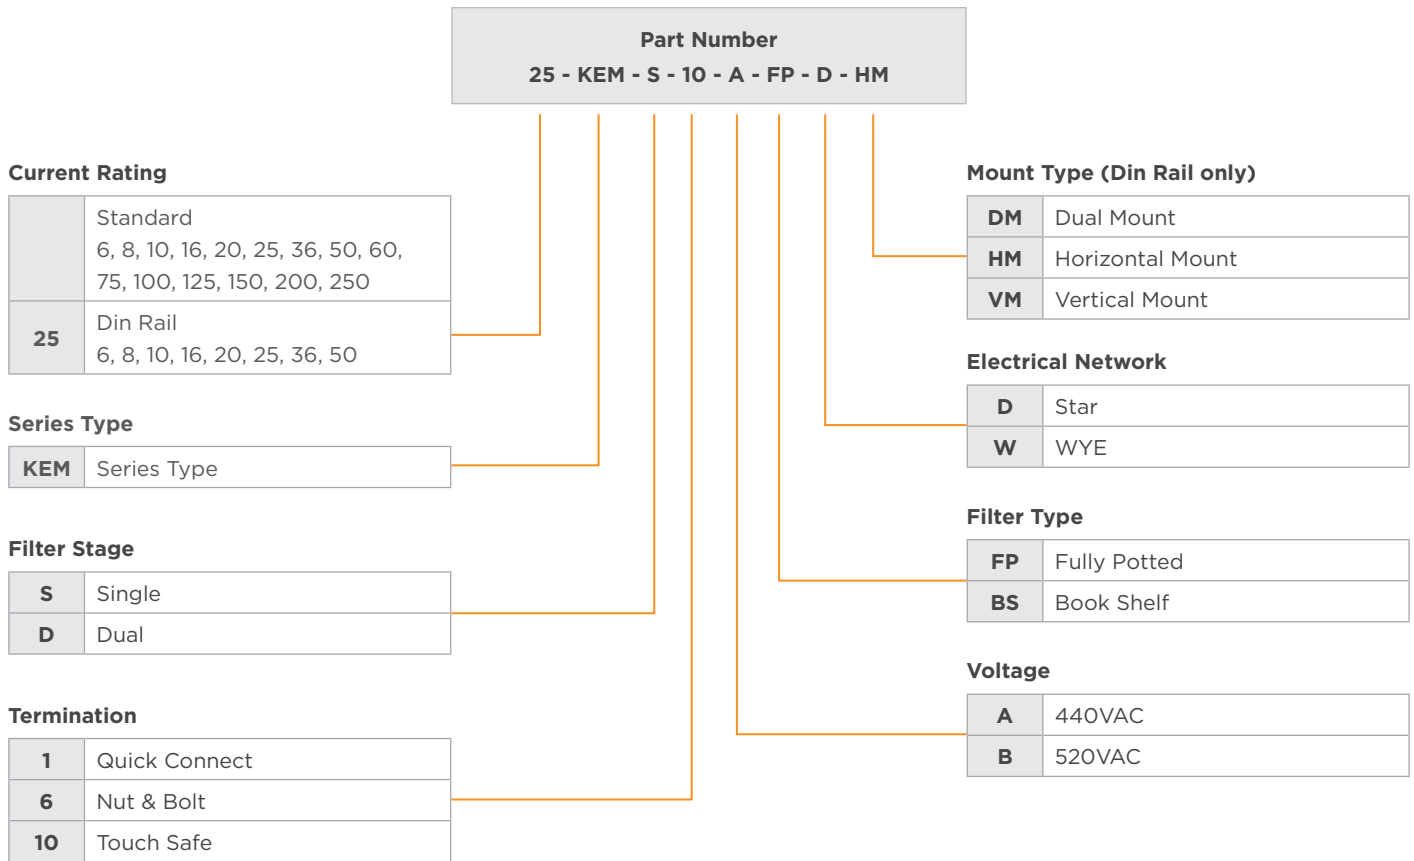 Part Number
25 - KEM - S - 10 - A - FP - D - HM
Current Rating
Standard
6, 8, 10, 16, 20, 25, 36, 50, 60,
75, 100, 125, 150, 200, 250
25 Din Rail
6, 8, 10, 16, 20, 25, 36, 50
Series Type
KEM Series Type
Filter Stage
S Single
D Dual
Termination
1 Quick Connect
6 Nut & Bolt
10 Touch Safe
Mount Type (Din Rail only)
DM Dual Mount
HM Horizontal Mount
VM Vertical Mount
Electrical Network
D Star
W WYE
Filter Type
FP Fully Potted
BS Book Shelf
Voltage
A 440VAC
B 520VAC